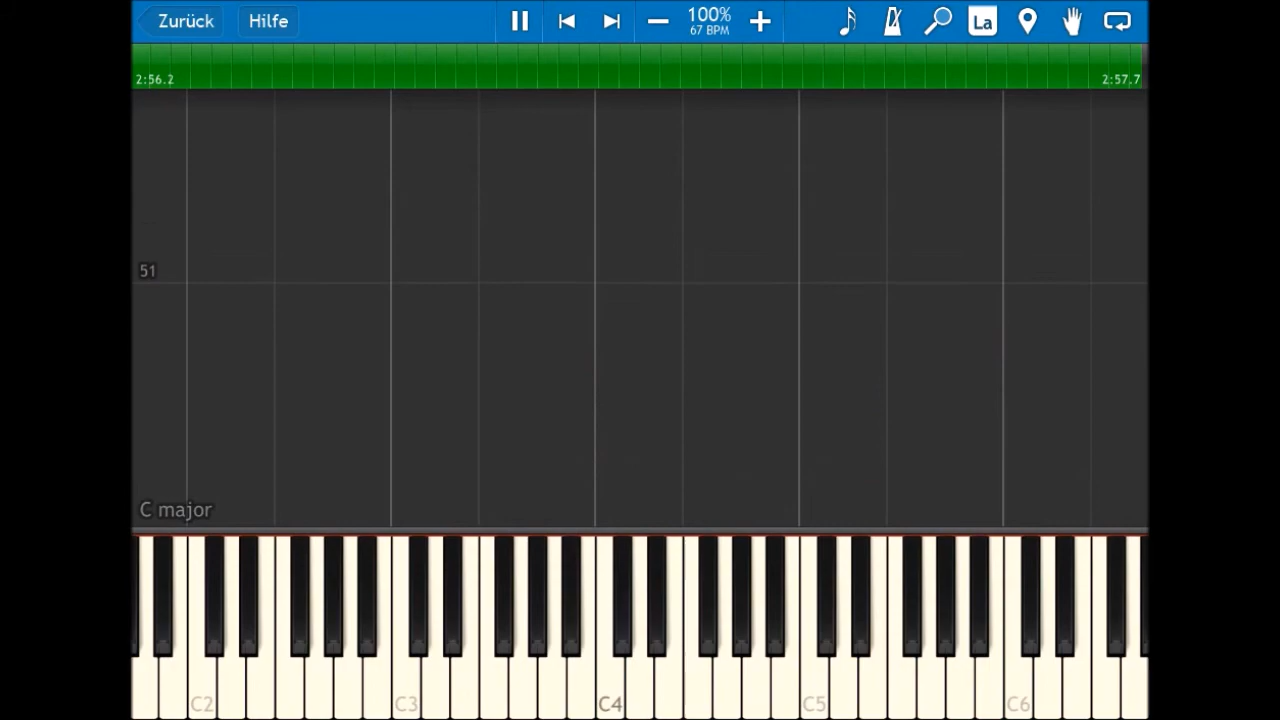 Zurück
Hilfe
100%
67 BPM
La
2:56.2
2:57.7
51
C major
C2
C3
C4
C5
C6